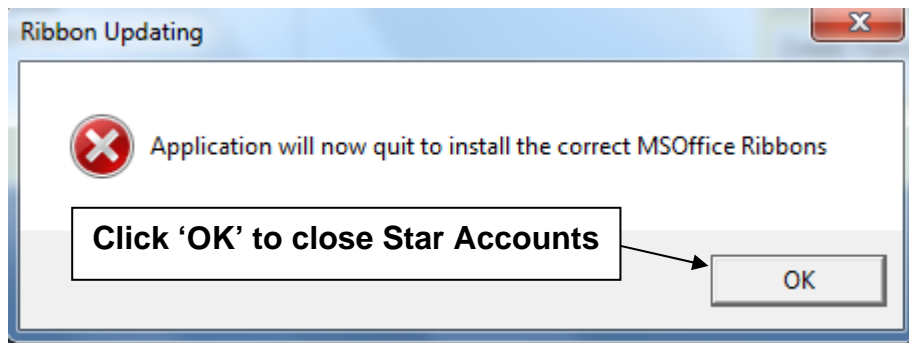 Ribbon Updating
Application will now quit to install the correct MSOffice Ribbons
Click ‘OK’ to close Star Accounts
OK